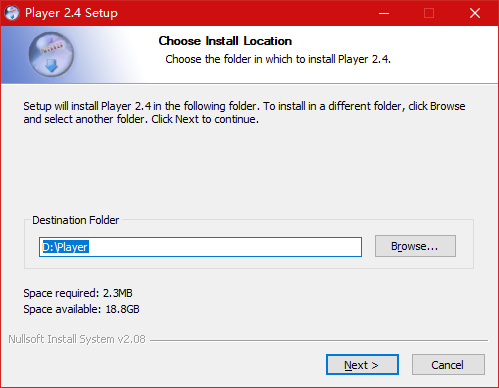 Player 2.4 Setup
Choose Install Location
Choose the folder in which to install Player 2.4.
Setup will install Player 2.4 in the following folder. To install in a different folder, click Browse
and select another folder. Click Next to continue.
Destination Folder
D:\Player
Browse...
Space required: 2.3MB
Space available: 18.8GB
Nullsoft Install System v2.08
Next >
Cancel